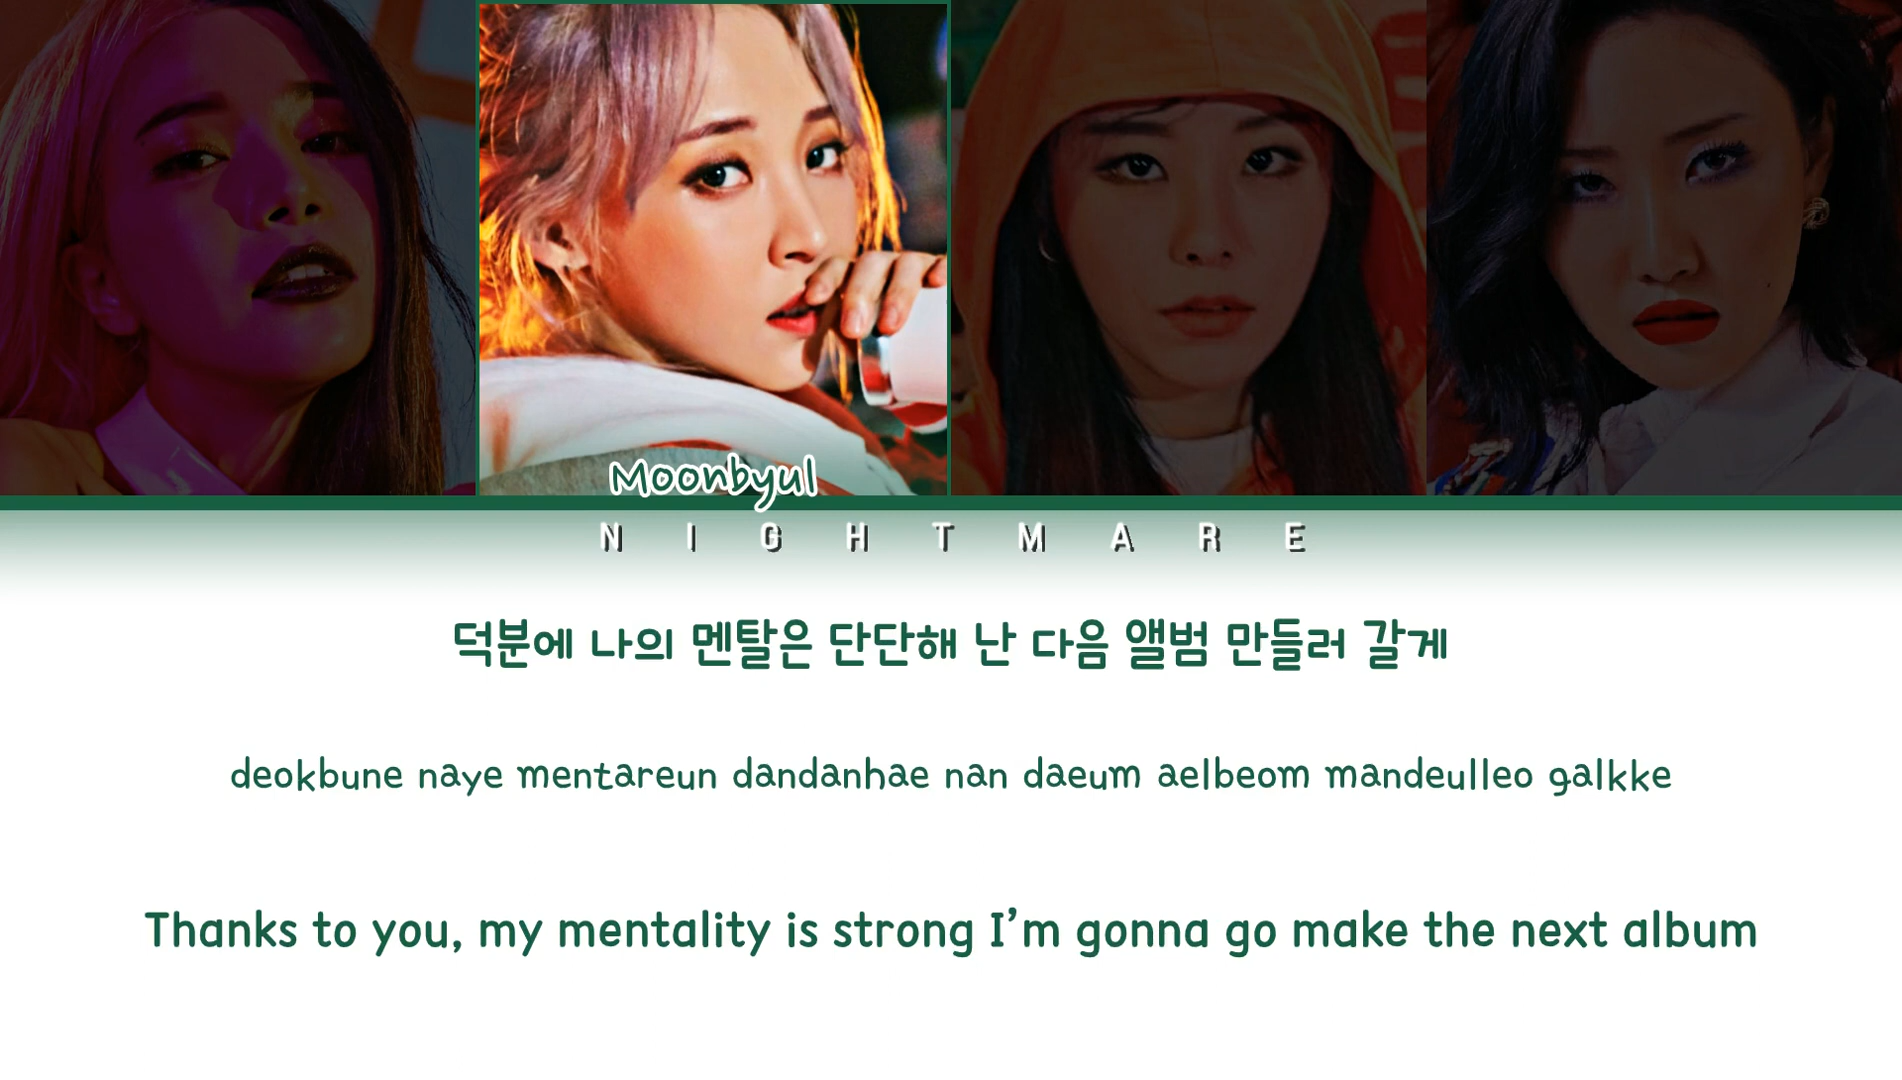 Moonbyul
NIGHTMARE
덕분에 나의 멘탈은 단단해 난 다음 앨범 만들러 갈게
deokbune naye mentareun dandanhae nan daeum aelbeom mandeulleo galkke
Thanks to you, my mentality is strong I’m gonna go make the next album